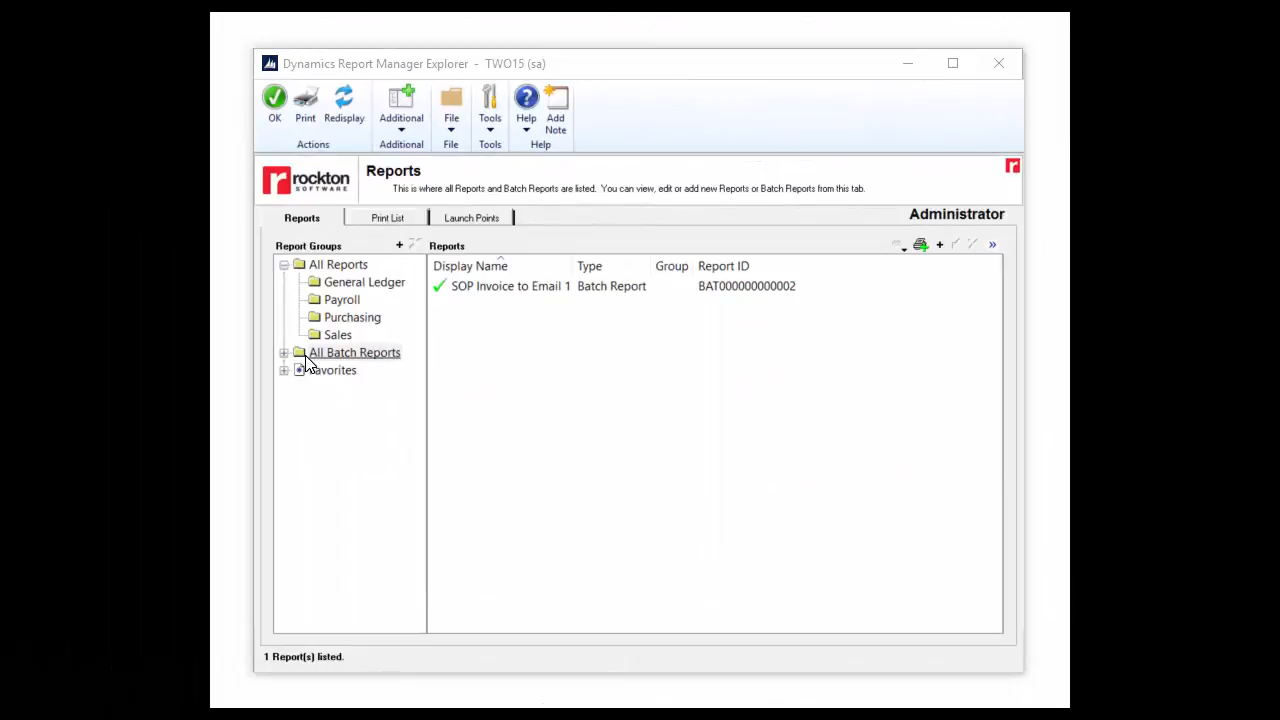 Dynamics Report Manager Explorer - TWO15 (sa)
OK
Print
Redisplay
Additional
File
Tools
Help
Add
Note
Actions
Additional
File
Tools
Help
rockton
SOFTWARE
Reports
This is where all Reports and Batch Reports are listed. You can view, edit or add new Reports or Batch Reports from this tab.
Reports
Print List
Launch Points
Administrator
Report Groups
Reports
All Reports
General Ledger
Payroll
Purchasing
Sales
All Batch Reports
Favorites
Display Name Type Group Report ID
SOP Invoice to Email 1 Batch Report BAT000000000002
1 Report(s) listed.